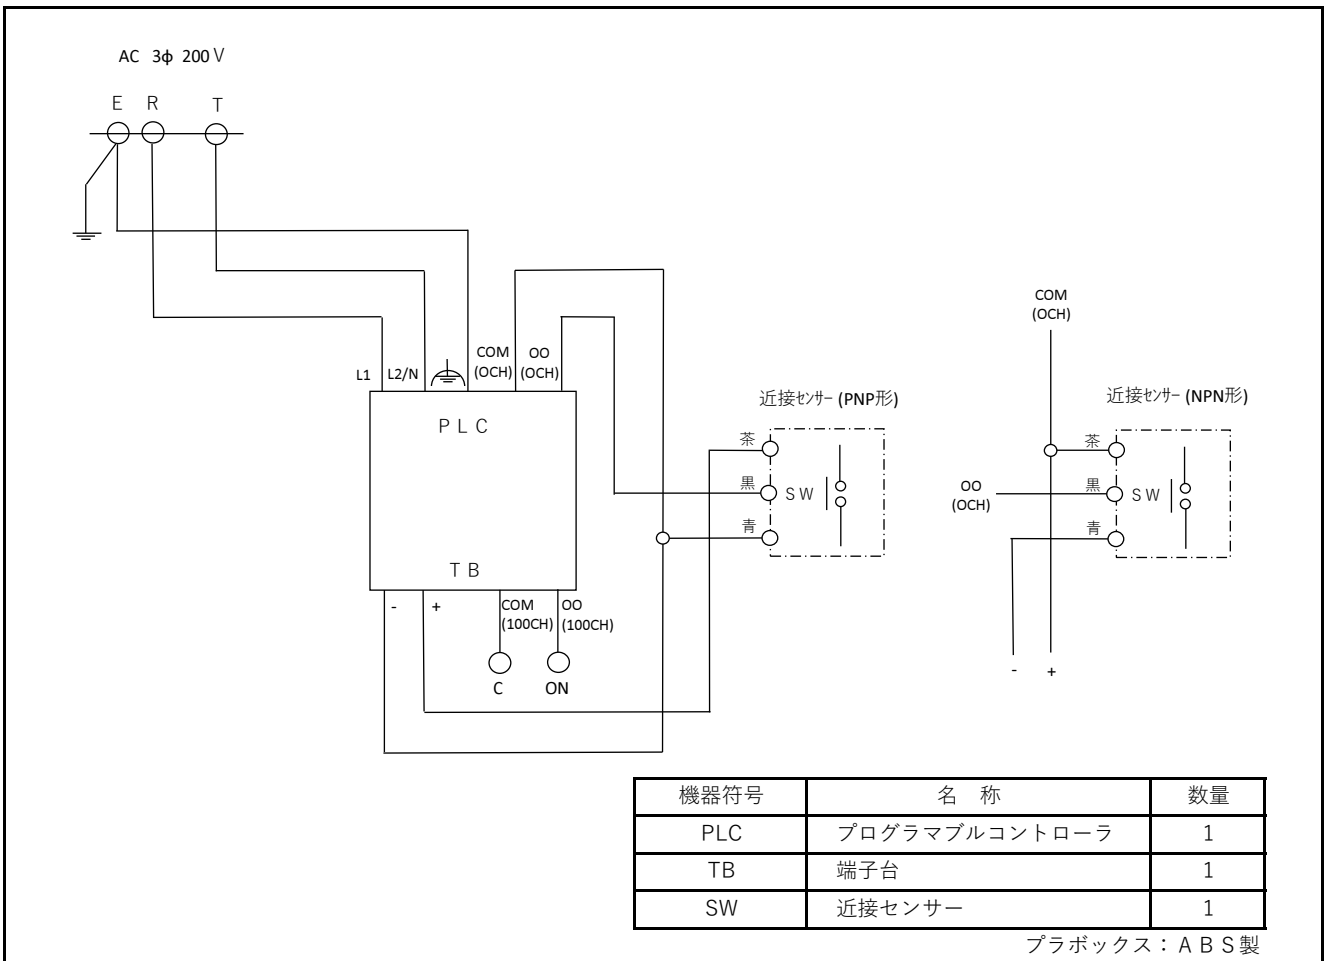 AC 3φ 200V
E R T
L1 L2/N COM (OCH) OO (OCH)
PLC
TB
- + COM (100CH) OO (100CH)
C ON
近接ｾﾝｻｰ (PNP形)
茶
黒
SW
青
COM
(OCH)
近接ｾﾝｻｰ (NPN形)
茶
OO
(OCH)
黒
SW
青
- +
機器符号 名 称 数量
PLC プログラマブルコントローラ 1
TB 端子台 1
SW 近接センサー 1
プラボックス：ＡＢＳ製